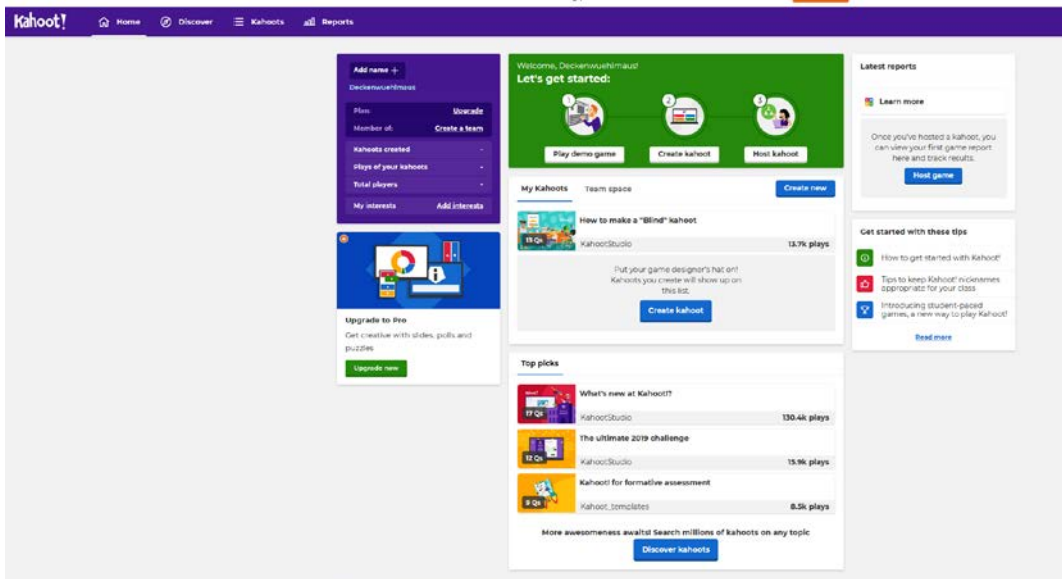 Kahoot!
Home
Discover
Kahoots
Reports
Add name +
Deckenwuehlmaus
Plan:
Upgrade
Member of:
Create a team
Kahoots created
-
Plays of your kahoots
-
Total players
-
My interests
Add interests
Upgrade to Pro
Get creative with slides, polls and
puzzles
Upgrade now
Welcome, Deckenwuehlmaus!
Let's get started:
1
2
3
Play demo game
Create kahoot
Host kahoot
My Kahoots
Team space
Create new
How to make a "Blind" kahoot
13 Qs
KahootStudio
13.7k plays
Put your game designer's hat on!
Kahoots you create will show up on
this list.
Create kahoot
Top picks
What's new at Kahoot!?
17 Qs
KahootStudio
130.4k plays
The ultimate 2019 challenge
12 Qs
KahootStudio
15.9k plays
Kahoot! for formative assessment
9 Qs
Kahoot_templates
8.5k plays
More awesomeness awaits! Search millions of kahoots on any topic
Discover kahoots
Latest reports
Learn more
Once you've hosted a kahoot, you
can view your first game report
here and track results.
Host game
Get started with these tips
How to get started with Kahoot!
Tips to keep Kahoot! nicknames
appropriate for your class
Introducing student-paced
games, a new way to play Kahoot!
Read more